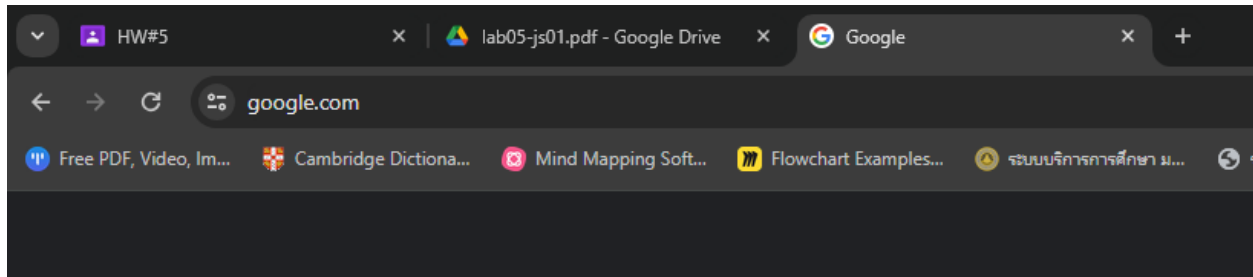 HW#5 lab05-js01.pdf - Google Drive Google
google.com
Free PDF, Video, Im... Cambridge Dictiona... Mind Mapping Soft... Flowchart Examples... ระบบบริการการศึกษา ม...